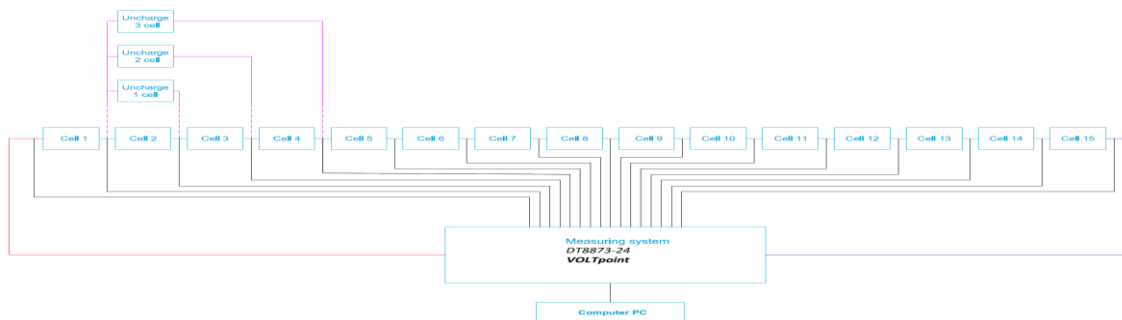 Uncharge
3 cell
Uncharge
2 cell
Uncharge
1 cell
Cell 1
Cell 2
Cell 3
Cell 4
Cell 5
Cell 6
Cell 7
Cell 8
Cell 9
Cell 10
Cell 11
Cell 12
Cell 13
Cell 14
Cell 15
Measuring system
DT8873-24
VOLTpoint
Computer PC